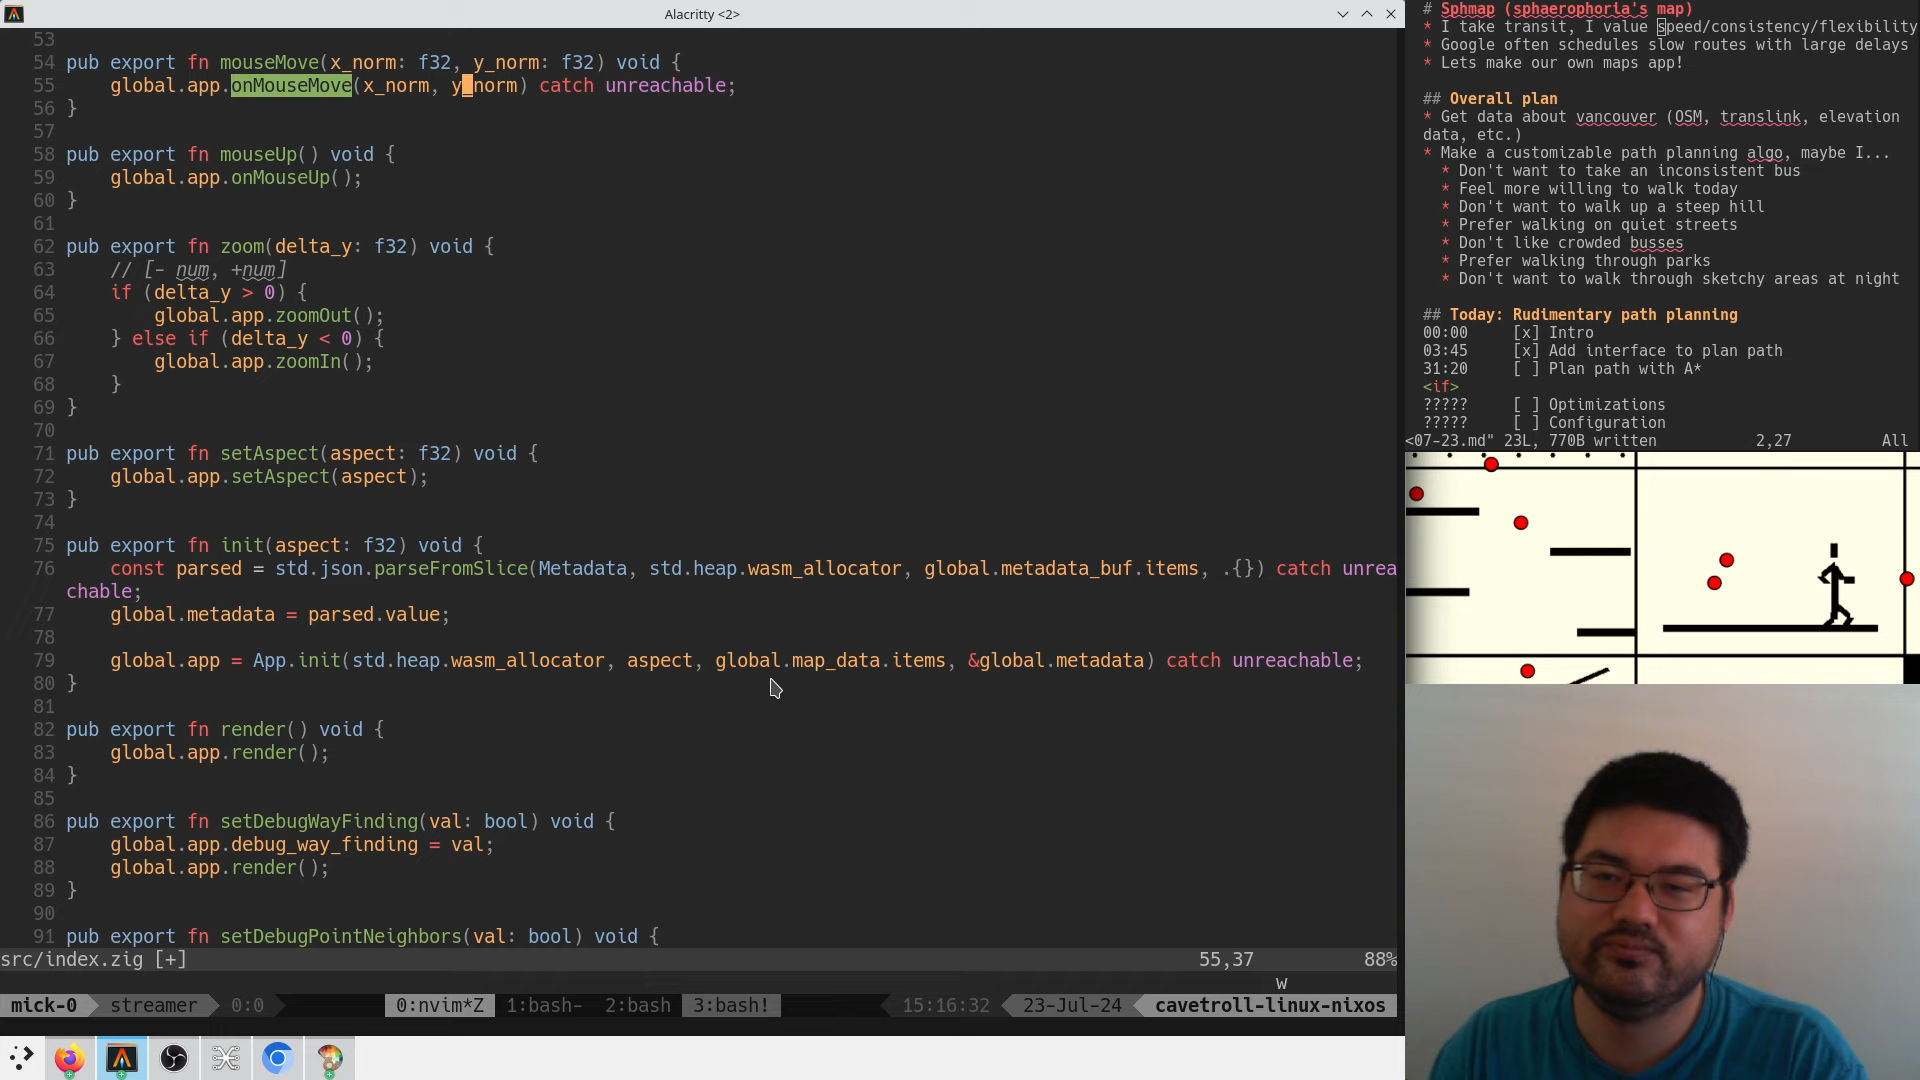 Alacritty <2>
53
54 pub export fn mouseMove(x_norm: f32, y_norm: f32) void {
55     global.app.onMouseMove(x_norm, y_norm) catch unreachable;
56 }
57
58 pub export fn mouseUp() void {
59     global.app.onMouseUp();
60 }
61
62 pub export fn zoom(delta_y: f32) void {
63     // [- num, +num]
64     if (delta_y > 0) {
65         global.app.zoomOut();
66     } else if (delta_y < 0) {
67         global.app.zoomIn();
68     }
69 }
70
71 pub export fn setAspect(aspect: f32) void {
72     global.app.setAspect(aspect);
73 }
74
75 pub export fn init(aspect: f32) void {
76     const parsed = std.json.parseFromSlice(Metadata, std.heap.wasm_allocator, global.metadata_buf.items, .{}) catch unrea
chable;
77     global.metadata = parsed.value;
78
79     global.app = App.init(std.heap.wasm_allocator, aspect, global.map_data.items, &global.metadata) catch unreachable;
80 }
81
82 pub export fn render() void {
83     global.app.render();
84 }
85
86 pub export fn setDebugWayFinding(val: bool) void {
87     global.app.debug_way_finding = val;
88     global.app.render();
89 }
90
91 pub export fn setDebugPointNeighbors(val: bool) void {
src/index.zig [+] 55,37 88%
w
mick-0 streamer 0:0 0:nvim*Z 1:bash- 2:bash 3:bash! 15:16:32 23-Jul-24 cavetroll-linux-nixos
# Sphmap (sphaerophoria's map)
* I take transit, I value speed/consistency/flexibility
* Google often schedules slow routes with large delays
* Lets make our own maps app!
## Overall plan
* Get data about vancouver (OSM, translink, elevation
data, etc.)
* Make a customizable path planning algo, maybe I...
  * Don't want to take an inconsistent bus
  * Feel more willing to walk today
  * Don't want to walk up a steep hill
  * Prefer walking on quiet streets
  * Don't like crowded busses
  * Prefer walking through parks
  * Don't want to walk through sketchy areas at night
## Today: Rudimentary path planning
00:00 [x] Intro
03:45 [x] Add interface to plan path
31:20 [ ] Plan path with A*
<if>
????? [ ] Optimizations
????? [ ] Configuration
<07-23.md" 23L, 770B written 2,27 All